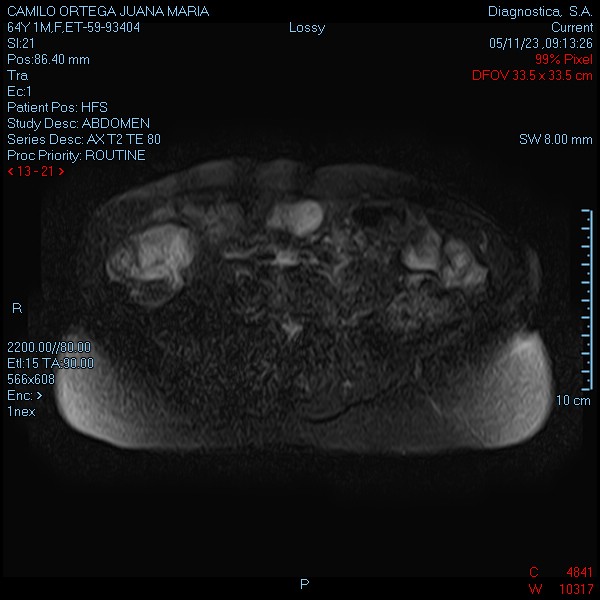 CAMILO ORTEGA JUANA MARIA
64Y 1M,F,ET-59-93404
Sl:21
Pos:86.40 mm
Tra
Ec:1
Patient Pos: HFS
Study Desc: ABDOMEN
Series Desc: AX T2 TE 80
Proc Priority: ROUTINE
< 13 - 21 >
Lossy
Diagnostica, S.A.
Current
05/11/23 ,09:13:26
99% Pixel
DFOV 33.5 x 33.5 cm
SW 8.00 mm
R
2200.00//80.00
Etl:15 TA:90.00
566x608
Enc: >
1nex
10 cm
P
C 4841
W 10317